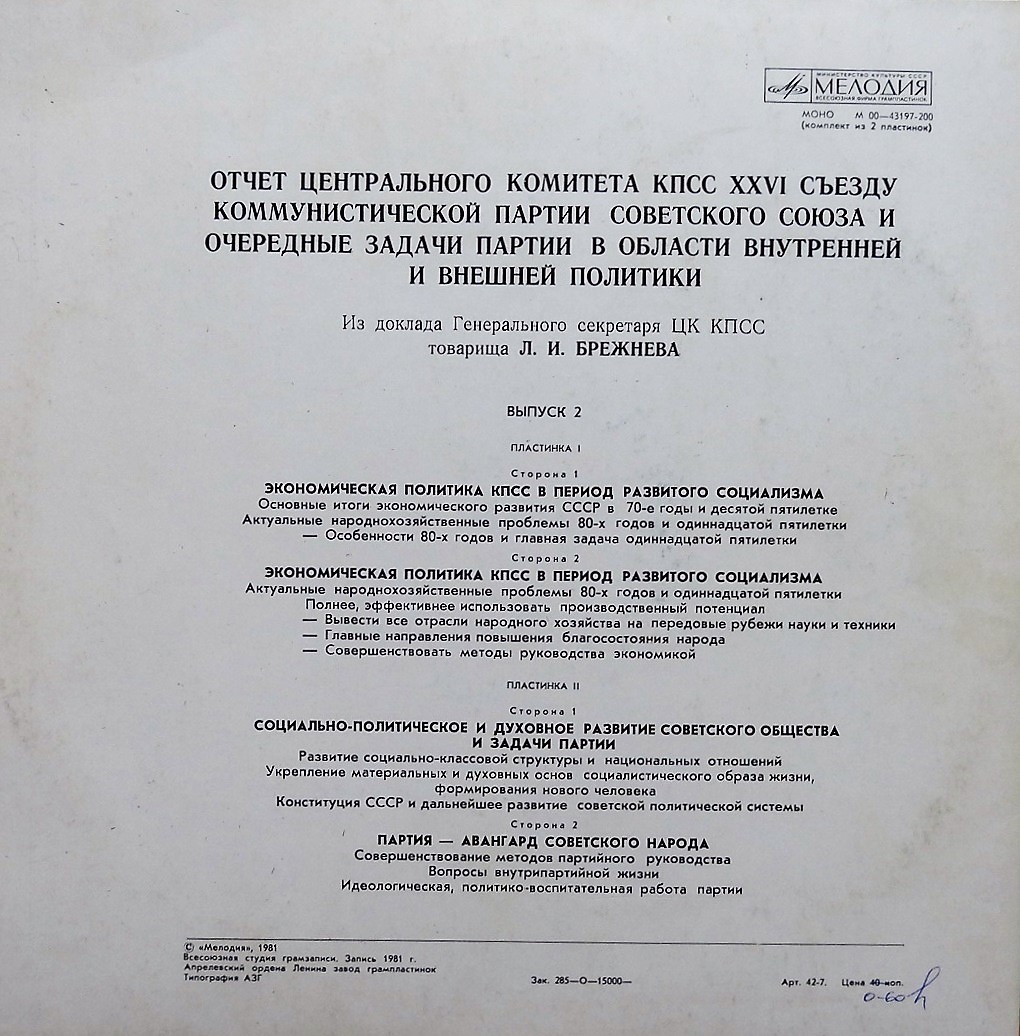 МИНИСТЕРСТВО КУЛЬТУРЫ СССР
МЕЛОДИЯ
ВСЕСОЮЗНАЯ ФИРМА ГРАМПЛАСТИНОК
МОНО М 00—43197-200
(комплект из 2 пластинок)
ОТЧЕТ ЦЕНТРАЛЬНОГО КОМИТЕТА КПСС XXVI СЪЕЗДУ
КОММУНИСТИЧЕСКОЙ ПАРТИИ СОВЕТСКОГО СОЮЗА И
ОЧЕРЕДНЫЕ ЗАДАЧИ ПАРТИИ В ОБЛАСТИ ВНУТРЕННЕЙ
И ВНЕШНЕЙ ПОЛИТИКИ
Из доклада Генерального секретаря ЦК КПСС
товарища Л. И. БРЕЖНЕВА
ВЫПУСК 2
ПЛАСТИНКА I
Сторона 1
ЭКОНОМИЧЕСКАЯ ПОЛИТИКА КПСС В ПЕРИОД РАЗВИТОГО СОЦИАЛИЗМА
Основные итоги экономического развития СССР в 70-е годы и десятой пятилетке
Актуальные народнохозяйственные проблемы 80-х годов и одиннадцатой пятилетки
— Особенности 80-х годов и главная задача одиннадцатой пятилетки
Сторона 2
ЭКОНОМИЧЕСКАЯ ПОЛИТИКА КПСС В ПЕРИОД РАЗВИТОГО СОЦИАЛИЗМА
Актуальные народнохозяйственные проблемы 80-х годов и одиннадцатой пятилетки
Полнее, эффективнее использовать производственный потенциал
— Вывести все отрасли народного хозяйства на передовые рубежи науки и техники
— Главные направления повышения благосостояния народа
— Совершенствовать методы руководства экономикой
ПЛАСТИНКА II
Сторона 1
СОЦИАЛЬНО-ПОЛИТИЧЕСКОЕ И ДУХОВНОЕ РАЗВИТИЕ СОВЕТСКОГО ОБЩЕСТВА
И ЗАДАЧИ ПАРТИИ
Развитие социально-классовой структуры и национальных отношений
Укрепление материальных и духовных основ социалистического образа жизни,
формирования нового человека
Конституция СССР и дальнейшее развитие советской политической системы
Сторона 2
ПАРТИЯ — АВАНГАРД СОВЕТСКОГО НАРОДА
Совершенствование методов партийного руководства
Вопросы внутрипартийной жизни
Идеологическая, политико-воспитательная работа партии
© «Мелодия», 1981
Всесоюзная студия грамзаписи. Запись 1981 г.
Апрелевский ордена Ленина завод грампластинок
Типография АЗГ
Зак. 285—О—15000—
Арт. 42-7. Цена 40 коп.
0-60